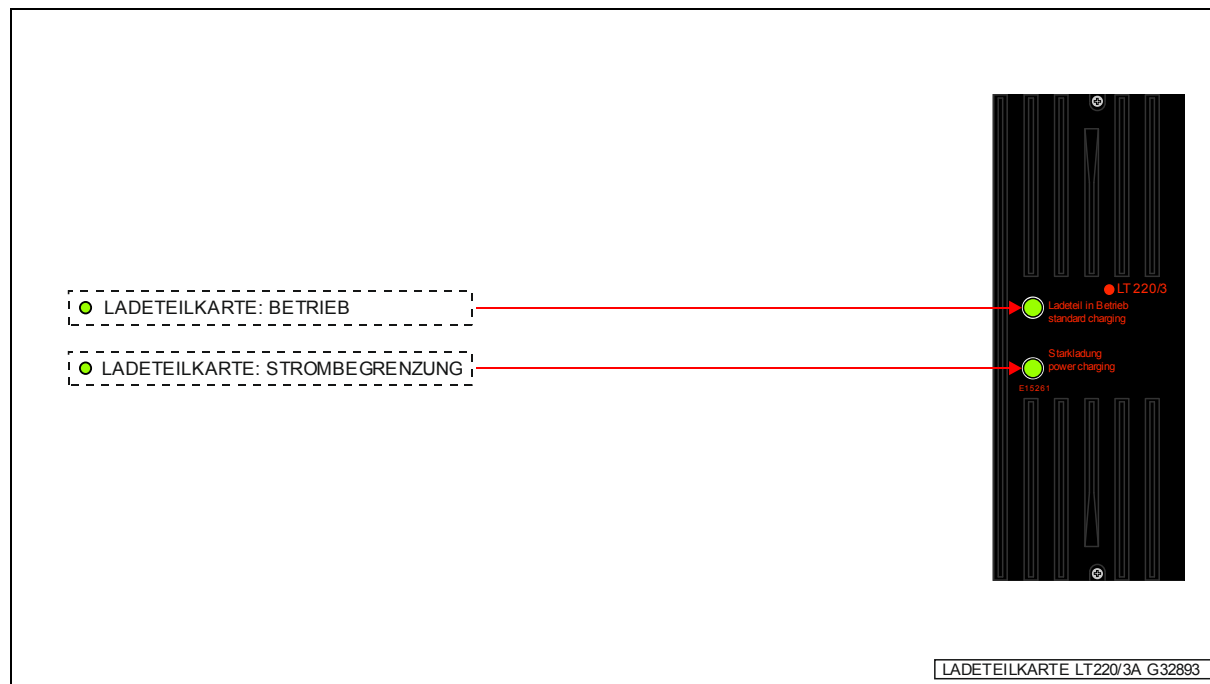 LT 220/3
LADETEILKARTE: BETRIEB
Ladeteil in Betrieb
standard charging
LADETEILKARTE: STROMBEGRENZUNG
Starkladung
power charging
E15261
LADETEILKARTE LT220/3A G32893